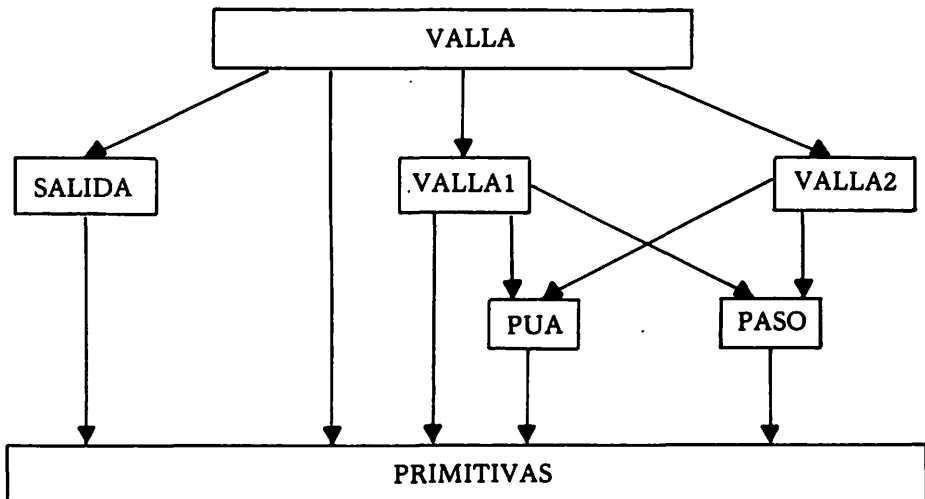 VALLA
SALIDA
VALLA1
VALLA2
PUA
PASO
PRIMITIVAS